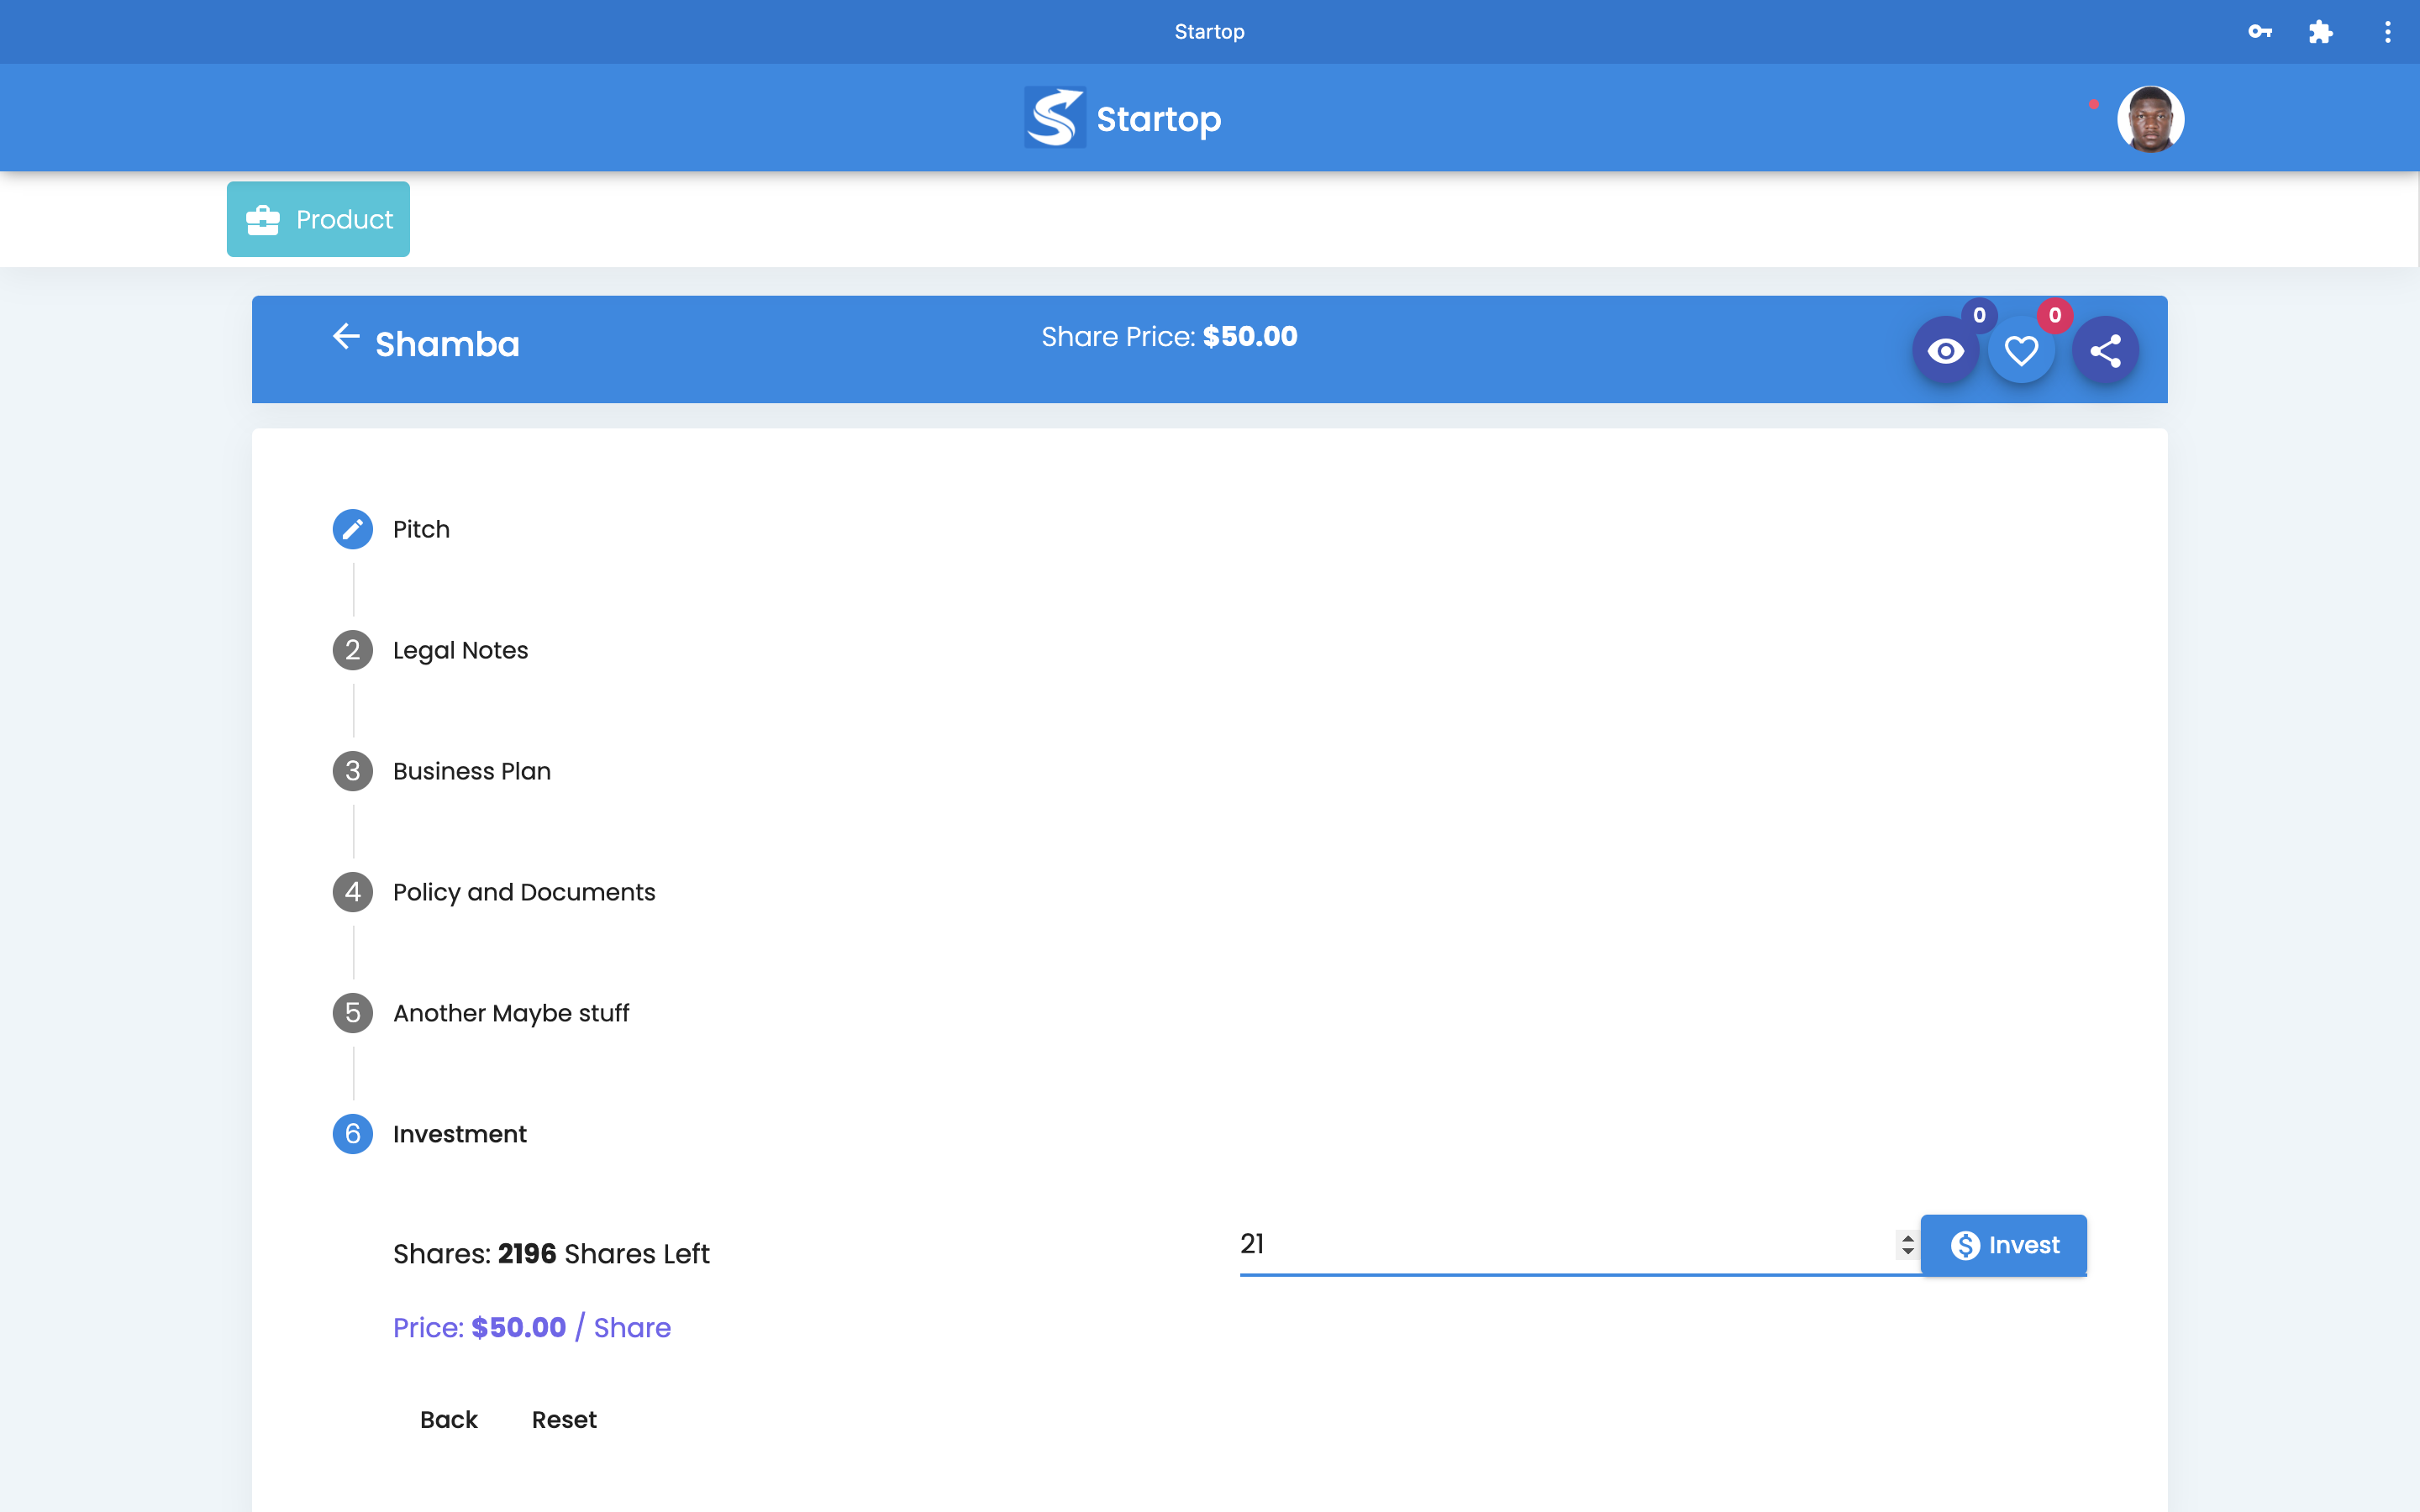 Startop
Startop
Product
Shamba
Share Price: $50.00
0
0
Pitch
2 Legal Notes
3 Business Plan
4 Policy and Documents
5 Another Maybe stuff
6 Investment
Shares: 2196 Shares Left
21
Invest
Price: $50.00 / Share
Back Reset